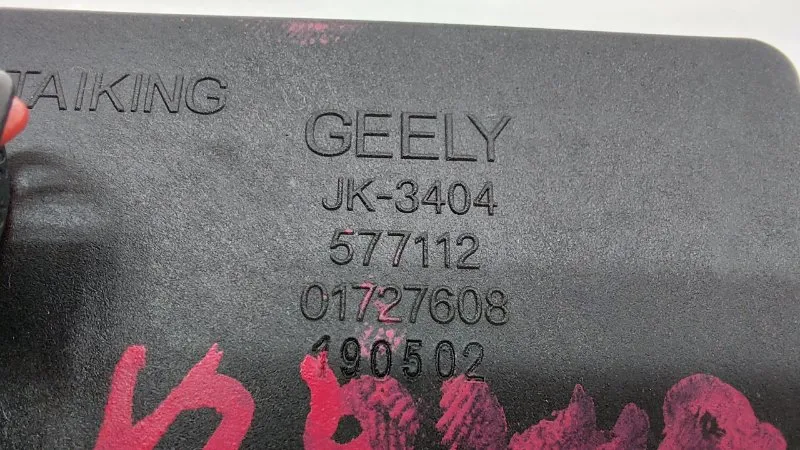 TAIKING
GEELY
JK-3404
577112
01727608
190502